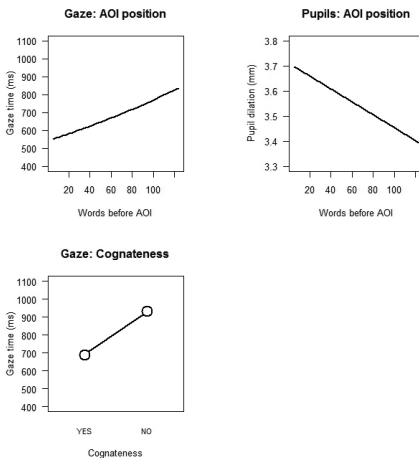 Gaze: AOI position
1100
1000
900
800
700
600
500
400
Gaze time (ms)
20 40 60 80 100
Words before AOI
Pupils: AOI position
3.8
3.7
3.6
3.5
3.4
3.3
Pupil dilation (mm)
20 40 60 80 100
Words before AOI
Gaze: Cognateness
1100
1000
900
800
700
600
500
400
Gaze time (ms)
YES NO
Cognateness